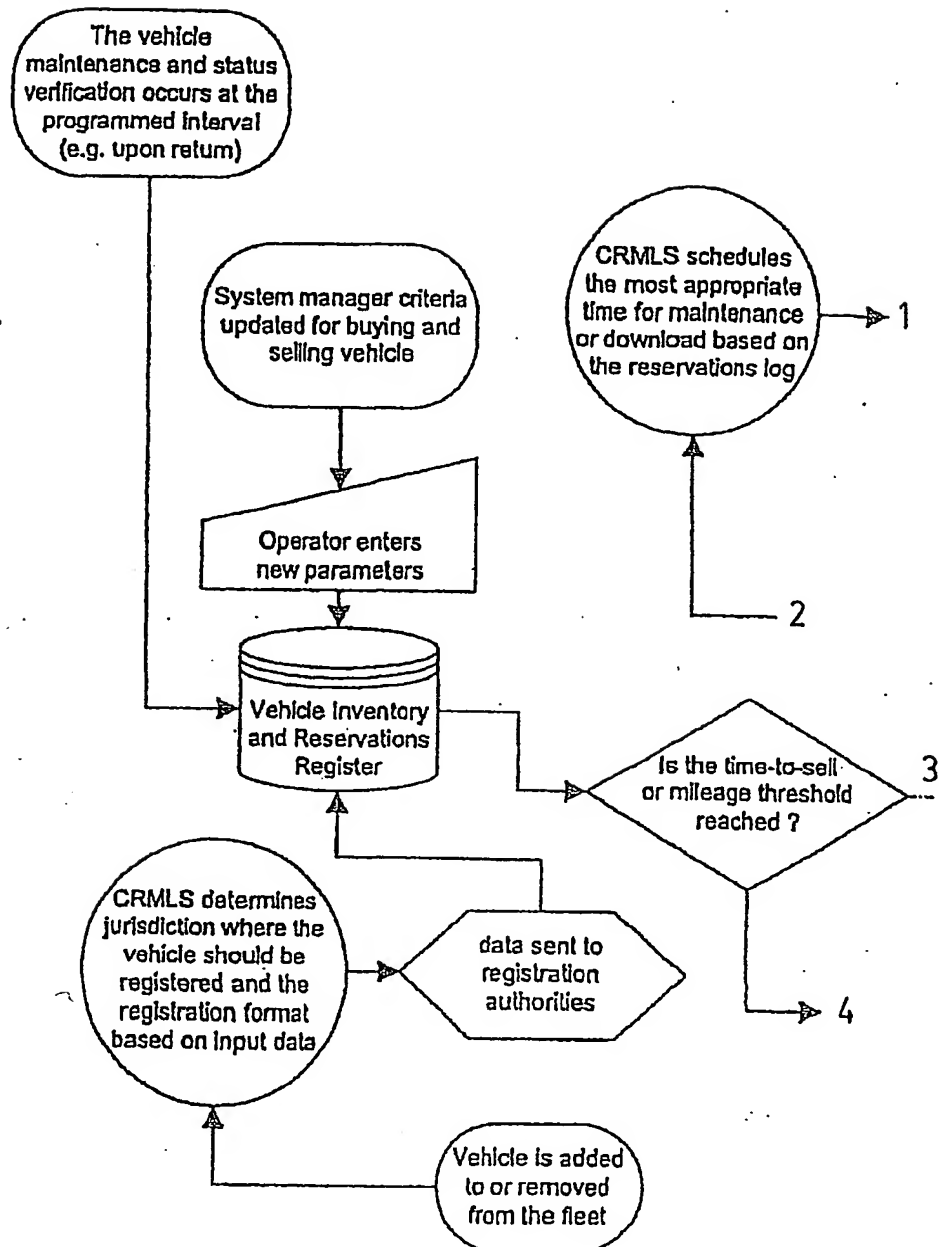 The vehicle
maintenance and status
verification occurs at the
programmed interval
(e.g. upon return)
System manager criteria
updated for buying and
selling vehicle
CRMLS schedules
the most appropriate
time for maintenance
or download based on
the reservations log
1
Operator enters
new parameters
2
Vehicle Inventory
and Reservations
Register
Is the time-to-sell
or mileage threshold
reached ?
3
CRMLS determines
jurisdiction where the
vehicle should be
registered and the
registration format
based on input data
data sent to
registration
authorities
4
Vehicle is added
to or removed
from the fleet